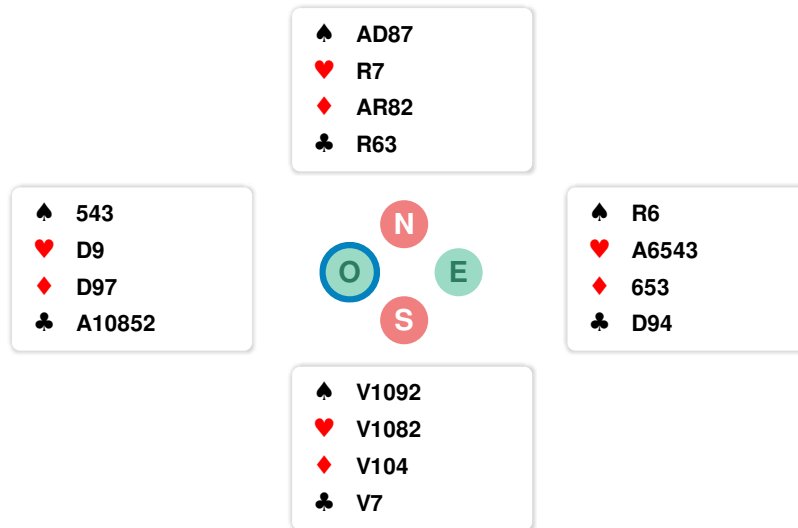 ♠ AD87
♥ R7
♦ AR82
♣ R63
♠ 543
♥ D9
♦ D97
♣ A10852
N
O E
S
♠ R6
♥ A6543
♦ 653
♣ D94
♠ V1092
♥ V1082
♦ V104
♣ V7